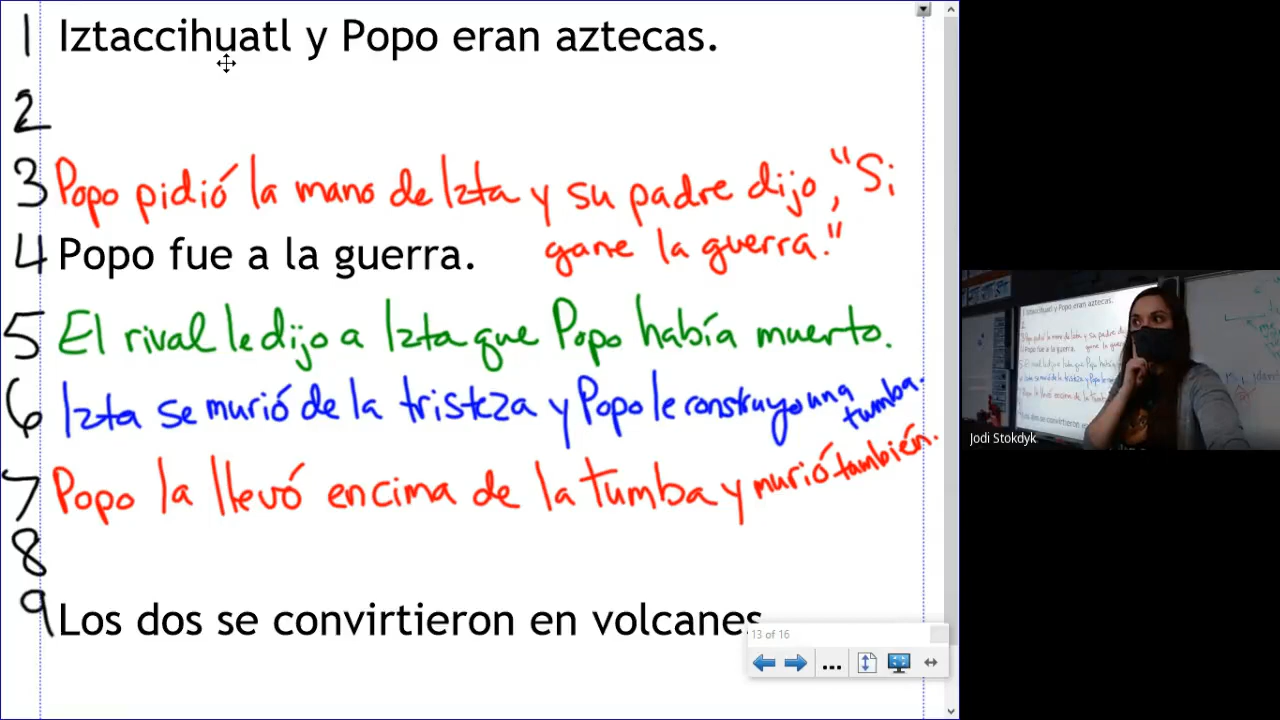 1 Iztaccihuatl y Popo eran aztecas.
2
3 Popo pidió la mano de Izta y su padre dijo, "Si
gane la guerra."
4 Popo fue a la guerra.
5 El rival le dijo a Izta que Popo había muerto.
6 Izta se murió de la tristeza y Popo le construyo una
tumba.
7 Popo la llevó encima de la tumba y murió también.
8
9 Los dos se convirtieron en volcanes
13 of 16
Jodi Stokdyk